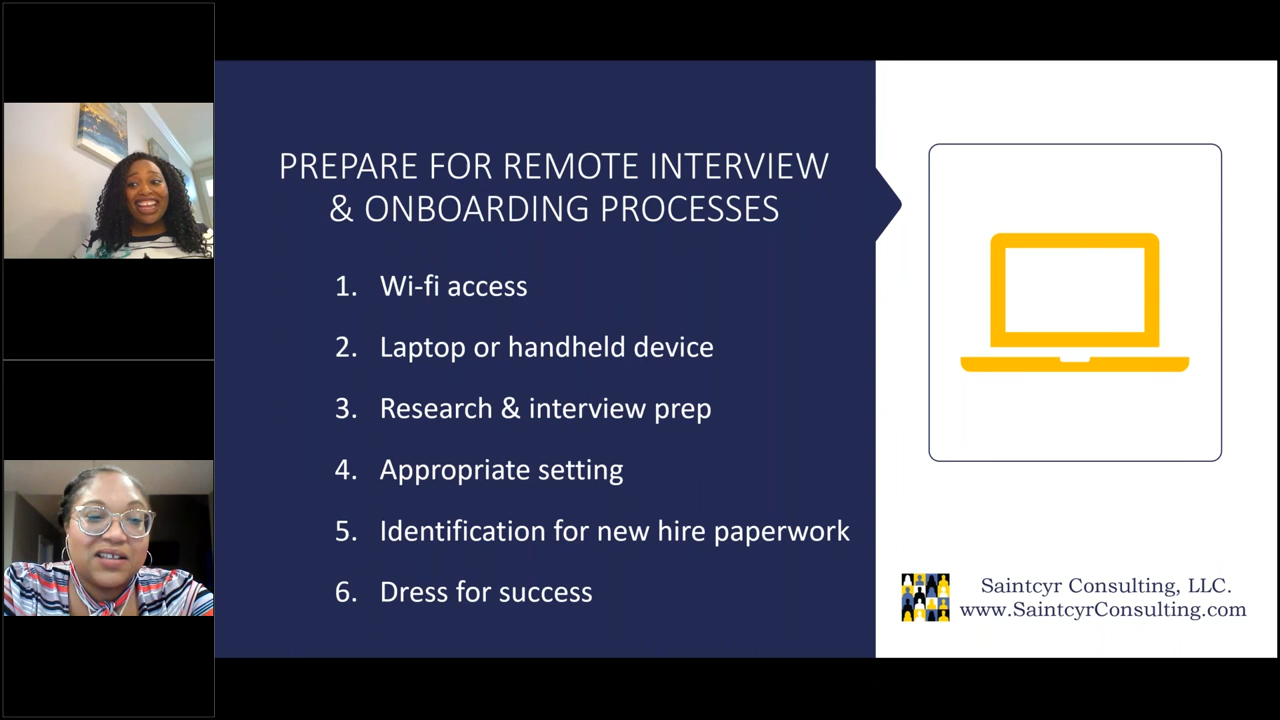 PREPARE FOR REMOTE INTERVIEW
& ONBOARDING PROCESSES
1. Wi-fi access
2. Laptop or handheld device
3. Research & interview prep
4. Appropriate setting
5. Identification for new hire paperwork
6. Dress for success
Saintcyr Consulting, LLC.
www.SaintcyrConsulting.com